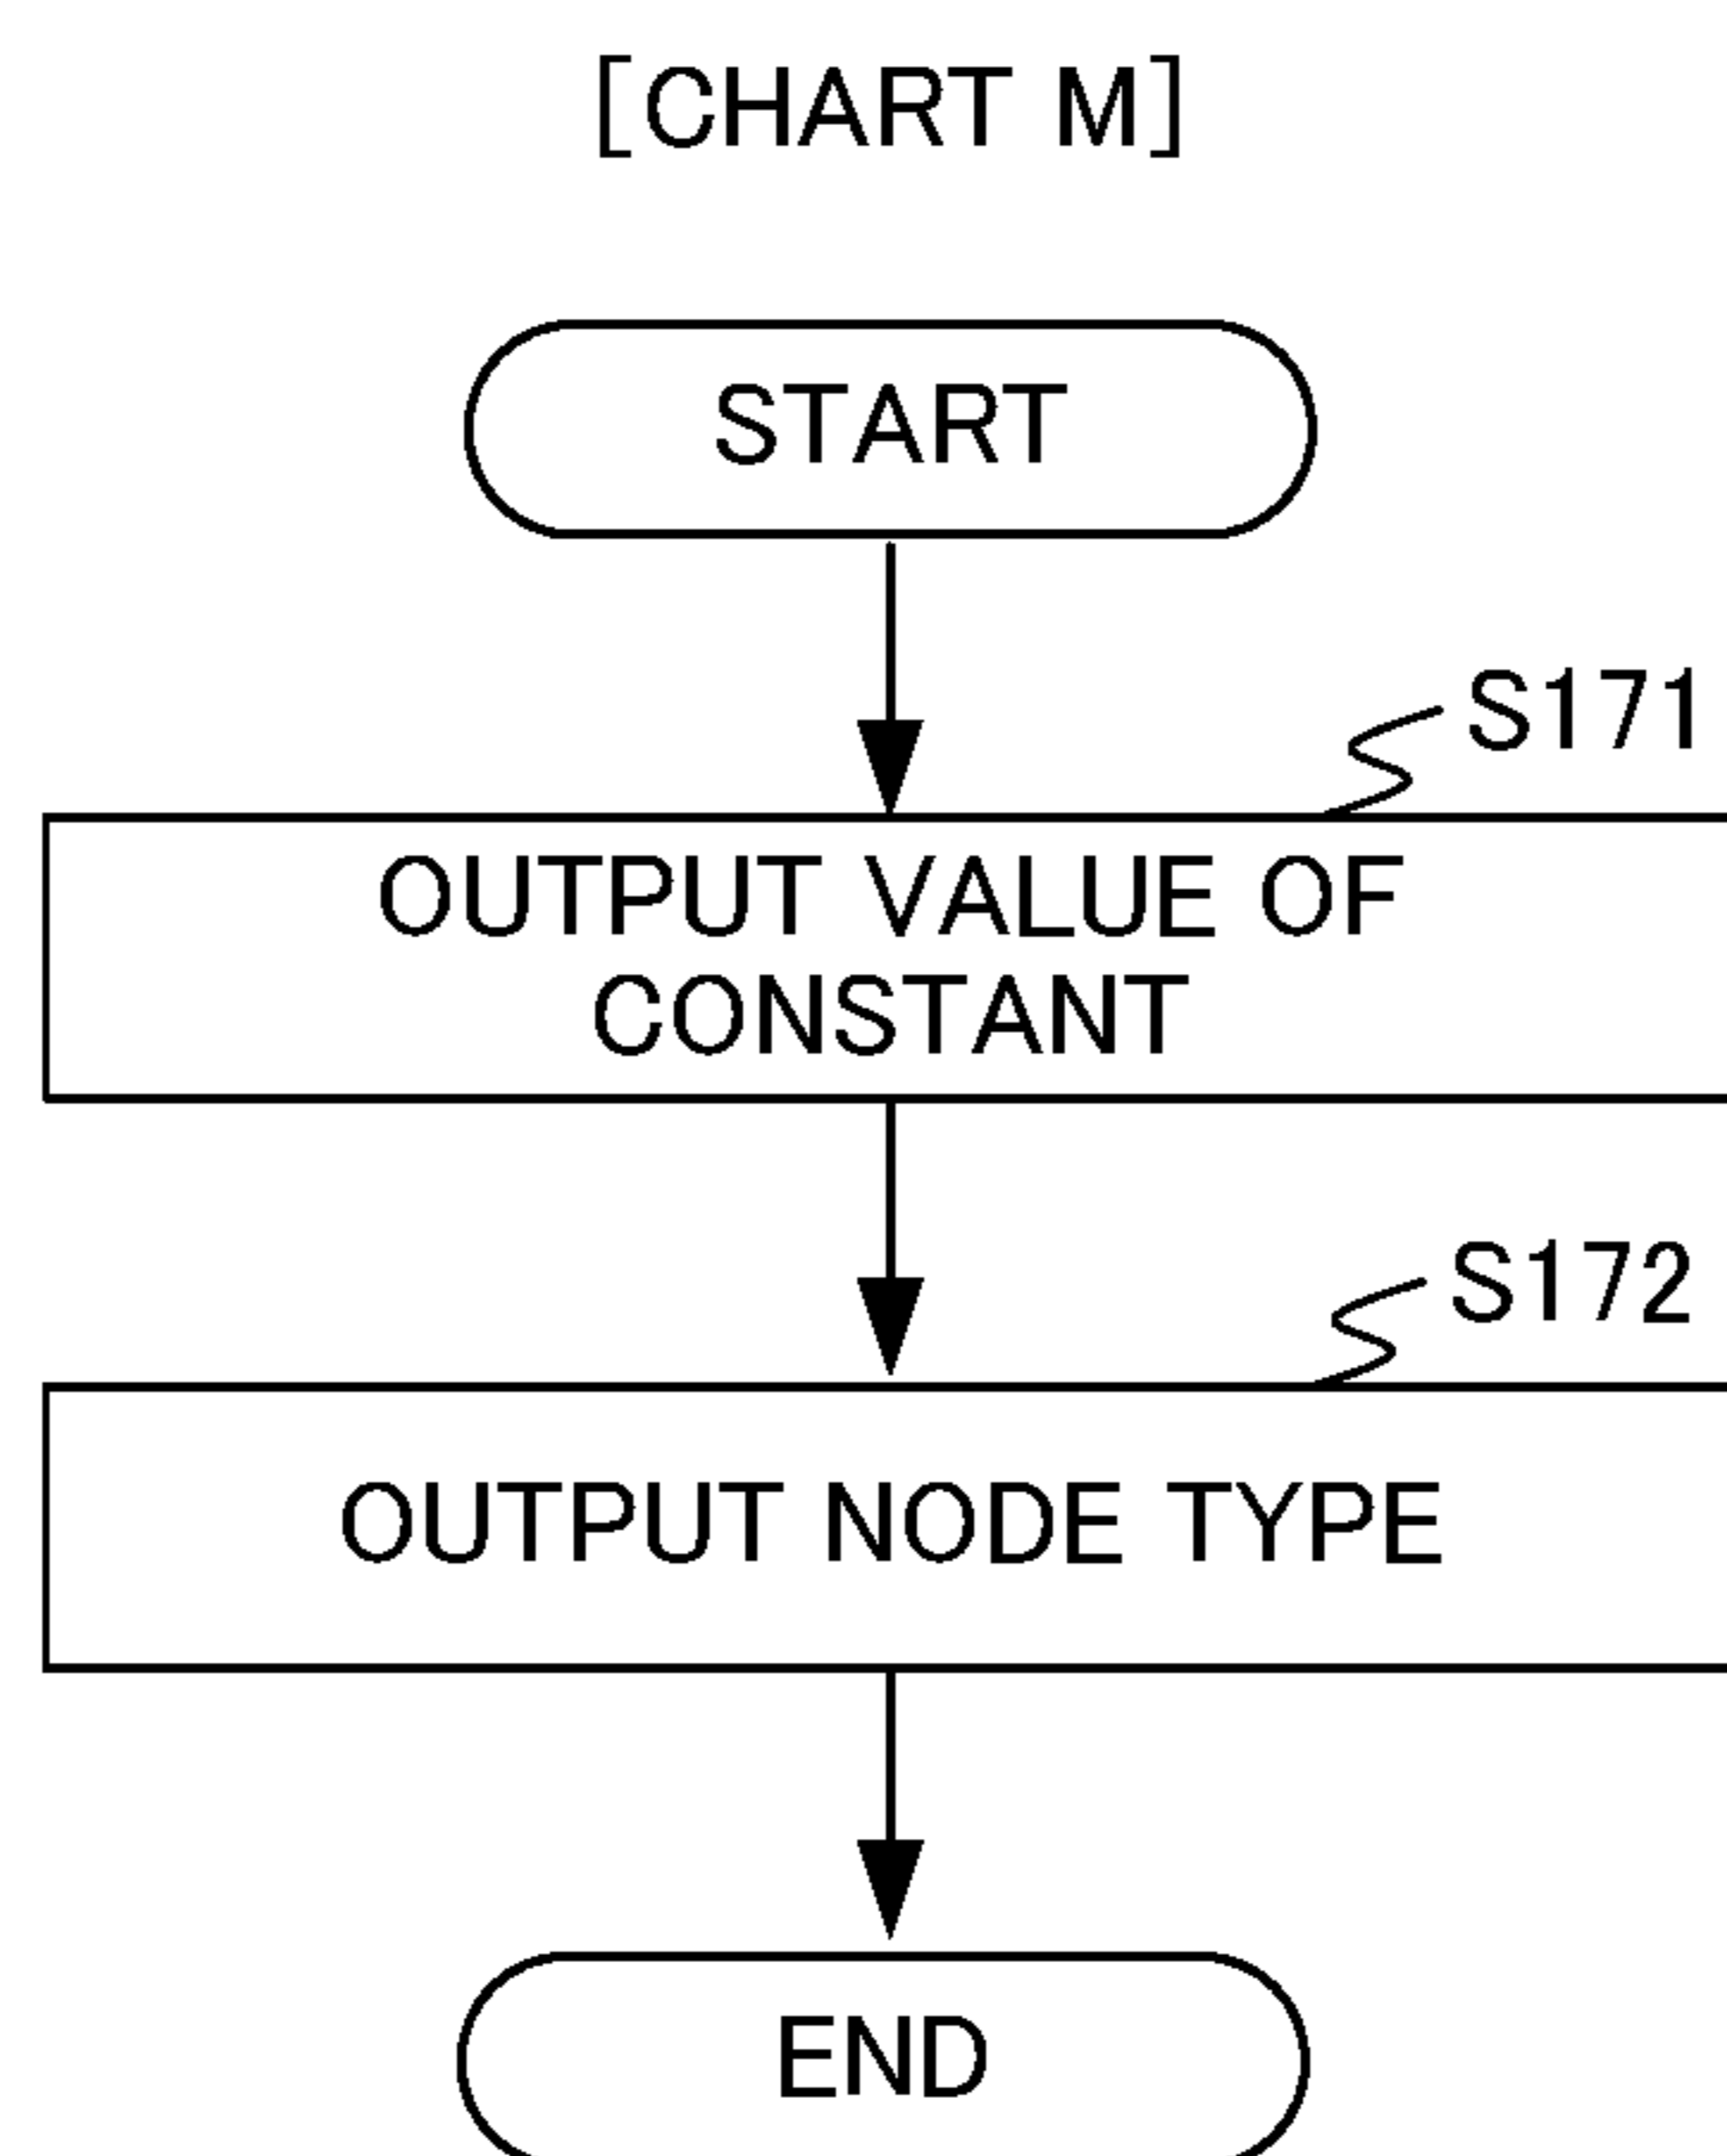 [CHART M]
START
S171
OUTPUT VALUE OF
CONSTANT
S172
OUTPUT NODE TYPE
END